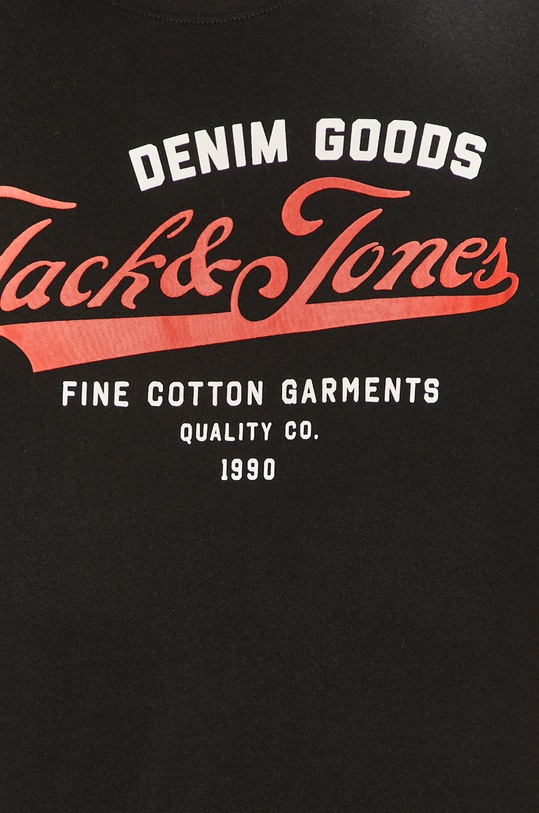 DENIM GOODS
Jack & Jones
FINE COTTON GARMENTS
QUALITY CO.
1990